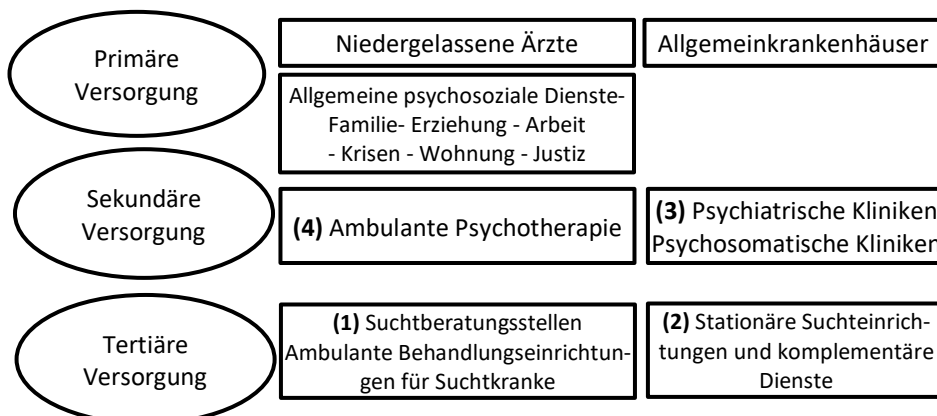 Primäre
Versorgung
Niedergelassene Ärzte
Allgemeinkrankenhäuser
Allgemeine psychosoziale Dienste-
Familie- Erziehung - Arbeit
- Krisen - Wohnung - Justiz
Sekundäre
Versorgung
(4) Ambulante Psychotherapie
(3) Psychiatrische Kliniken
Psychosomatische Kliniken
Tertiäre
Versorgung
(1) Suchtberatungsstellen
Ambulante Behandlungseinrichtun-
gen für Suchtkranke
(2) Stationäre Suchteinrich-
tungen und komplementäre
Dienste